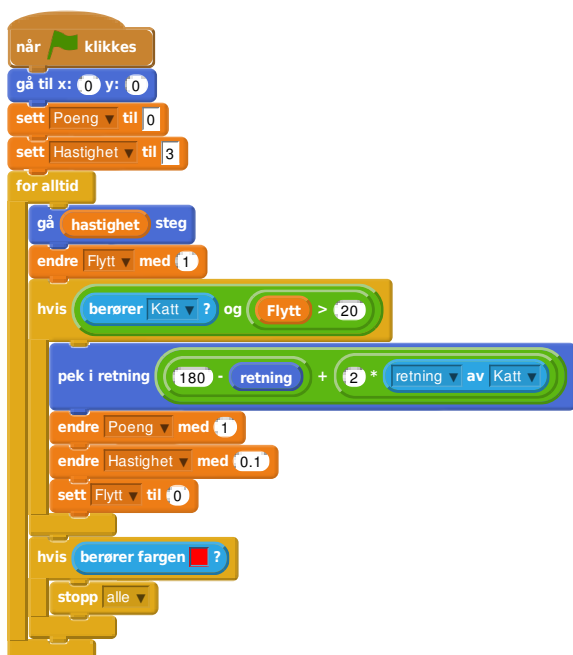 når klikkes
gå til x: 0 y: 0
sett Poeng til 0
sett Hastighet til 3
for alltid
gå hastighet steg
endre Flytt med 1
hvis berører Katt ? og Flytt > 20
pek i retning 180 - retning + 2 * retning av Katt
endre Poeng med 1
endre Hastighet med 0.1
sett Flytt til 0
hvis berører fargen ?
stopp alle